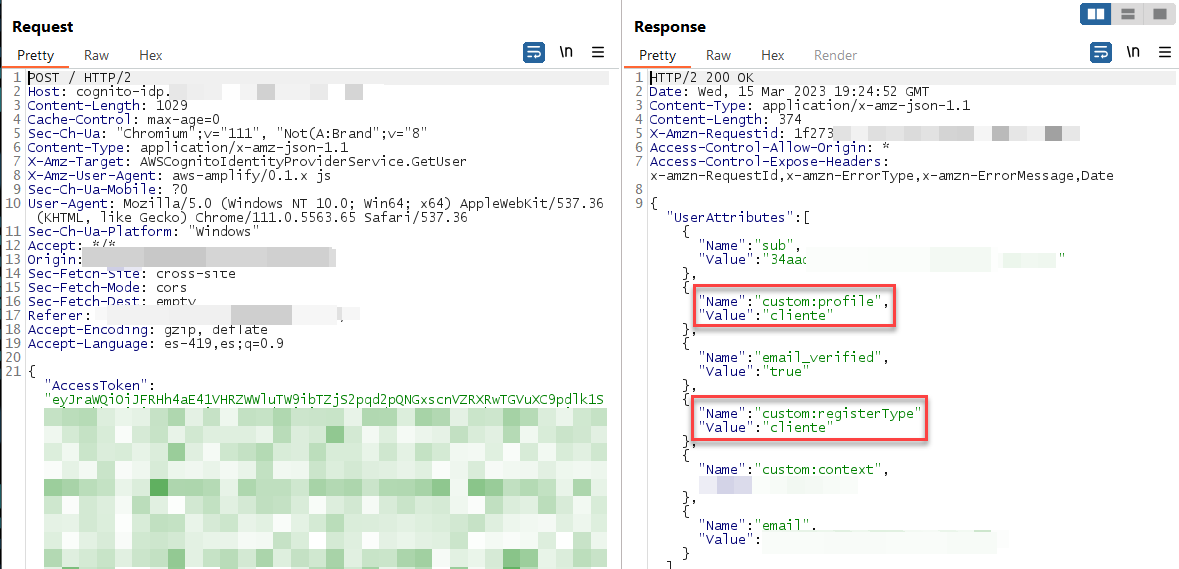 Request
Pretty Raw Hex
\n
1 POST / HTTP/2
2 Host: cognito-idp.
3 Content-Length: 1029
4 Cache-Control: max-age=0
5 Sec-Ch-Ua: "Chromium";v="111", "Not(A:Brand";v="8"
6 Content-Type: application/x-amz-json-1.1
7 X-Amz-Target: AWSCognitoIdentityProviderService.GetUser
8 X-Amz-User-Agent: aws-amplify/0.1.x js
9 Sec-Ch-Ua-Mobile: ?0
10 User-Agent: Mozilla/5.0 (Windows NT 10.0; Win64; x64) AppleWebKit/537.36
(KHTML, like Gecko) Chrome/111.0.5563.65 Safari/537.36
11 Sec-Ch-Ua-Platform: "Windows"
12 Accept: */*
13 Origin:
14 Sec-Fetch-Site: cross-site
15 Sec-Fetch-Mode: cors
16 Sec-Fetch-Dest: empty
17 Referer:
18 Accept-Encoding: gzip, deflate
19 Accept-Language: es-419,es;q=0.9
20
21 {
"AccessToken":
"eyJraWQiOiJFRHh4aE41VHRZWWluTW9ibTZjS2pqd2pQNGxscnVZRXRwTGVuXC9pdlk1S
Response
Pretty Raw Hex Render
\n
1 HTTP/2 200 OK
2 Date: Wed, 15 Mar 2023 19:24:52 GMT
3 Content-Type: application/x-amz-json-1.1
4 Content-Length: 374
5 X-Amzn-Requestid: 1f273
6 Access-Control-Allow-Origin: *
7 Access-Control-Expose-Headers:
x-amzn-RequestId,x-amzn-ErrorType,x-amzn-ErrorMessage,Date
8
9 {
"UserAttributes":[
{
"Name":"sub",
"Value":"34aad "
},
{
"Name":"custom:profile",
"Value":"cliente"
},
{
"Name":"email_verified",
"Value":"true"
},
{
"Name":"custom:registerType"
"Value":"cliente"
},
{
"Name":"custom:context",
},
{
"Name":"email",
"Value":
}
]